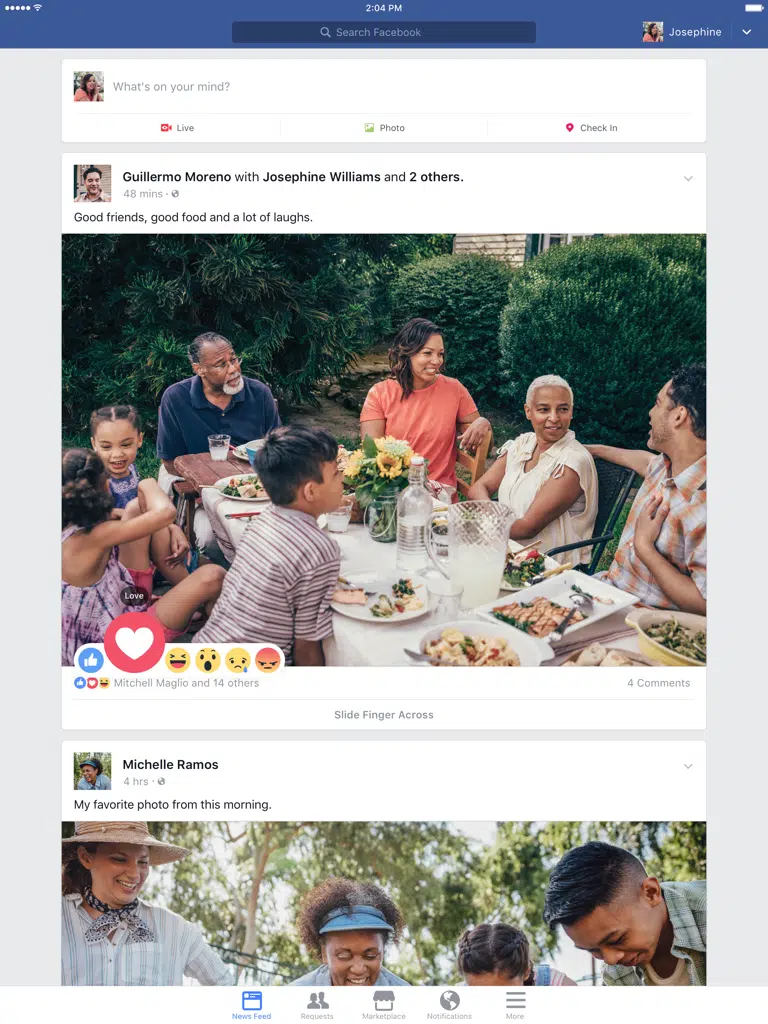 2:04 PM
Search Facebook
Josephine
What's on your mind?
Live
Photo
Check In
Guillermo Moreno with Josephine Williams and 2 others.
48 mins ·
Good friends, good food and a lot of laughs.
Love
Mitchell Maglio and 14 others
4 Comments
Slide Finger Across
Michelle Ramos
4 hrs ·
My favorite photo from this morning.
News Feed
Requests
Marketplace
Notifications
More